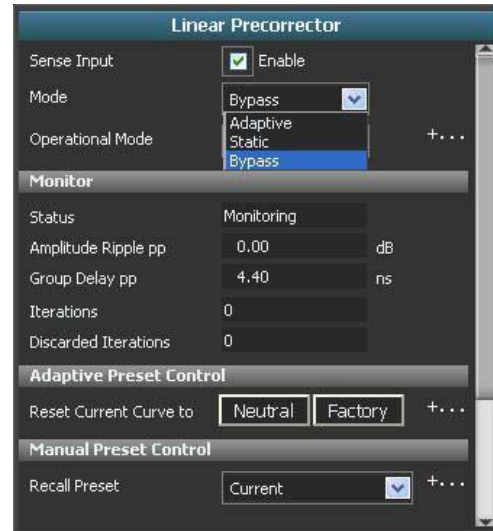 Linear Precorrector
Sense Input Enable
Mode Bypass
Adaptive
Operational Mode Static +...
Bypass
Monitor
Status Monitoring
Amplitude Ripple pp 0.00 dB
Group Delay pp 4.40 ns
Iterations 0
Discarded Iterations 0
Adaptive Preset Control
Reset Current Curve to Neutral Factory +...
Manual Preset Control
Recall Preset Current +...